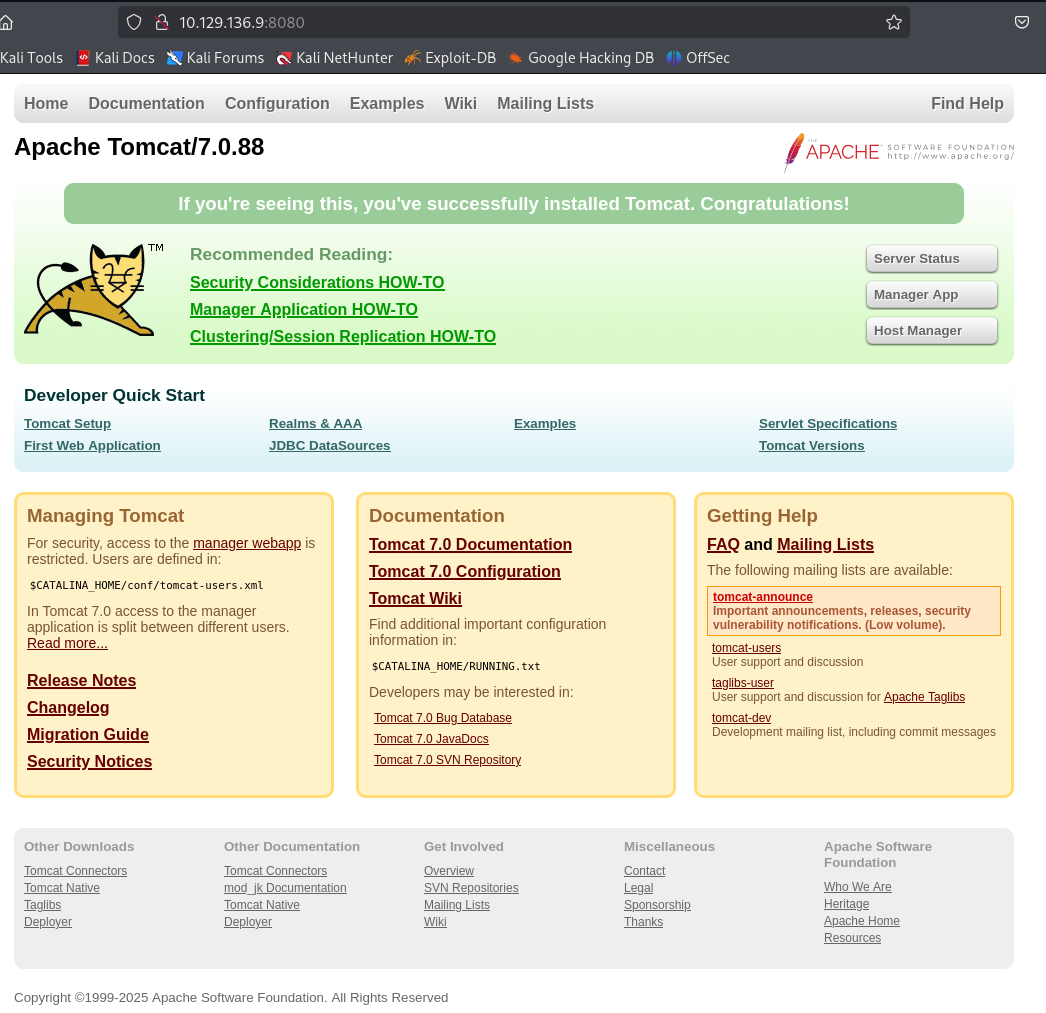 10.129.136.9:8080
Kali Tools Kali Docs Kali Forums Kali NetHunter Exploit-DB Google Hacking DB OffSec
Home Documentation Configuration Examples Wiki Mailing Lists Find Help
Apache Tomcat/7.0.88
THE APACHE™ SOFTWARE FOUNDATION
http://www.apache.org/
If you're seeing this, you've successfully installed Tomcat. Congratulations!
TM
Recommended Reading:
Security Considerations HOW-TO
Manager Application HOW-TO
Clustering/Session Replication HOW-TO
Server Status
Manager App
Host Manager
Developer Quick Start
Tomcat Setup
First Web Application
Realms & AAA
JDBC DataSources
Examples
Servlet Specifications
Tomcat Versions
Managing Tomcat
For security, access to the manager webapp is
restricted. Users are defined in:
$CATALINA_HOME/conf/tomcat-users.xml
In Tomcat 7.0 access to the manager
application is split between different users.
Read more...
Release Notes
Changelog
Migration Guide
Security Notices
Documentation
Tomcat 7.0 Documentation
Tomcat 7.0 Configuration
Tomcat Wiki
Find additional important configuration
information in:
$CATALINA_HOME/RUNNING.txt
Developers may be interested in:
Tomcat 7.0 Bug Database
Tomcat 7.0 JavaDocs
Tomcat 7.0 SVN Repository
Getting Help
FAQ and Mailing Lists
The following mailing lists are available:
tomcat-announce
Important announcements, releases, security
vulnerability notifications. (Low volume).
tomcat-users
User support and discussion
taglibs-user
User support and discussion for Apache Taglibs
tomcat-dev
Development mailing list, including commit messages
Other Downloads
Tomcat Connectors
Tomcat Native
Taglibs
Deployer
Other Documentation
Tomcat Connectors
mod_jk Documentation
Tomcat Native
Deployer
Get Involved
Overview
SVN Repositories
Mailing Lists
Wiki
Miscellaneous
Contact
Legal
Sponsorship
Thanks
Apache Software
Foundation
Who We Are
Heritage
Apache Home
Resources
Copyright ©1999-2025 Apache Software Foundation. All Rights Reserved